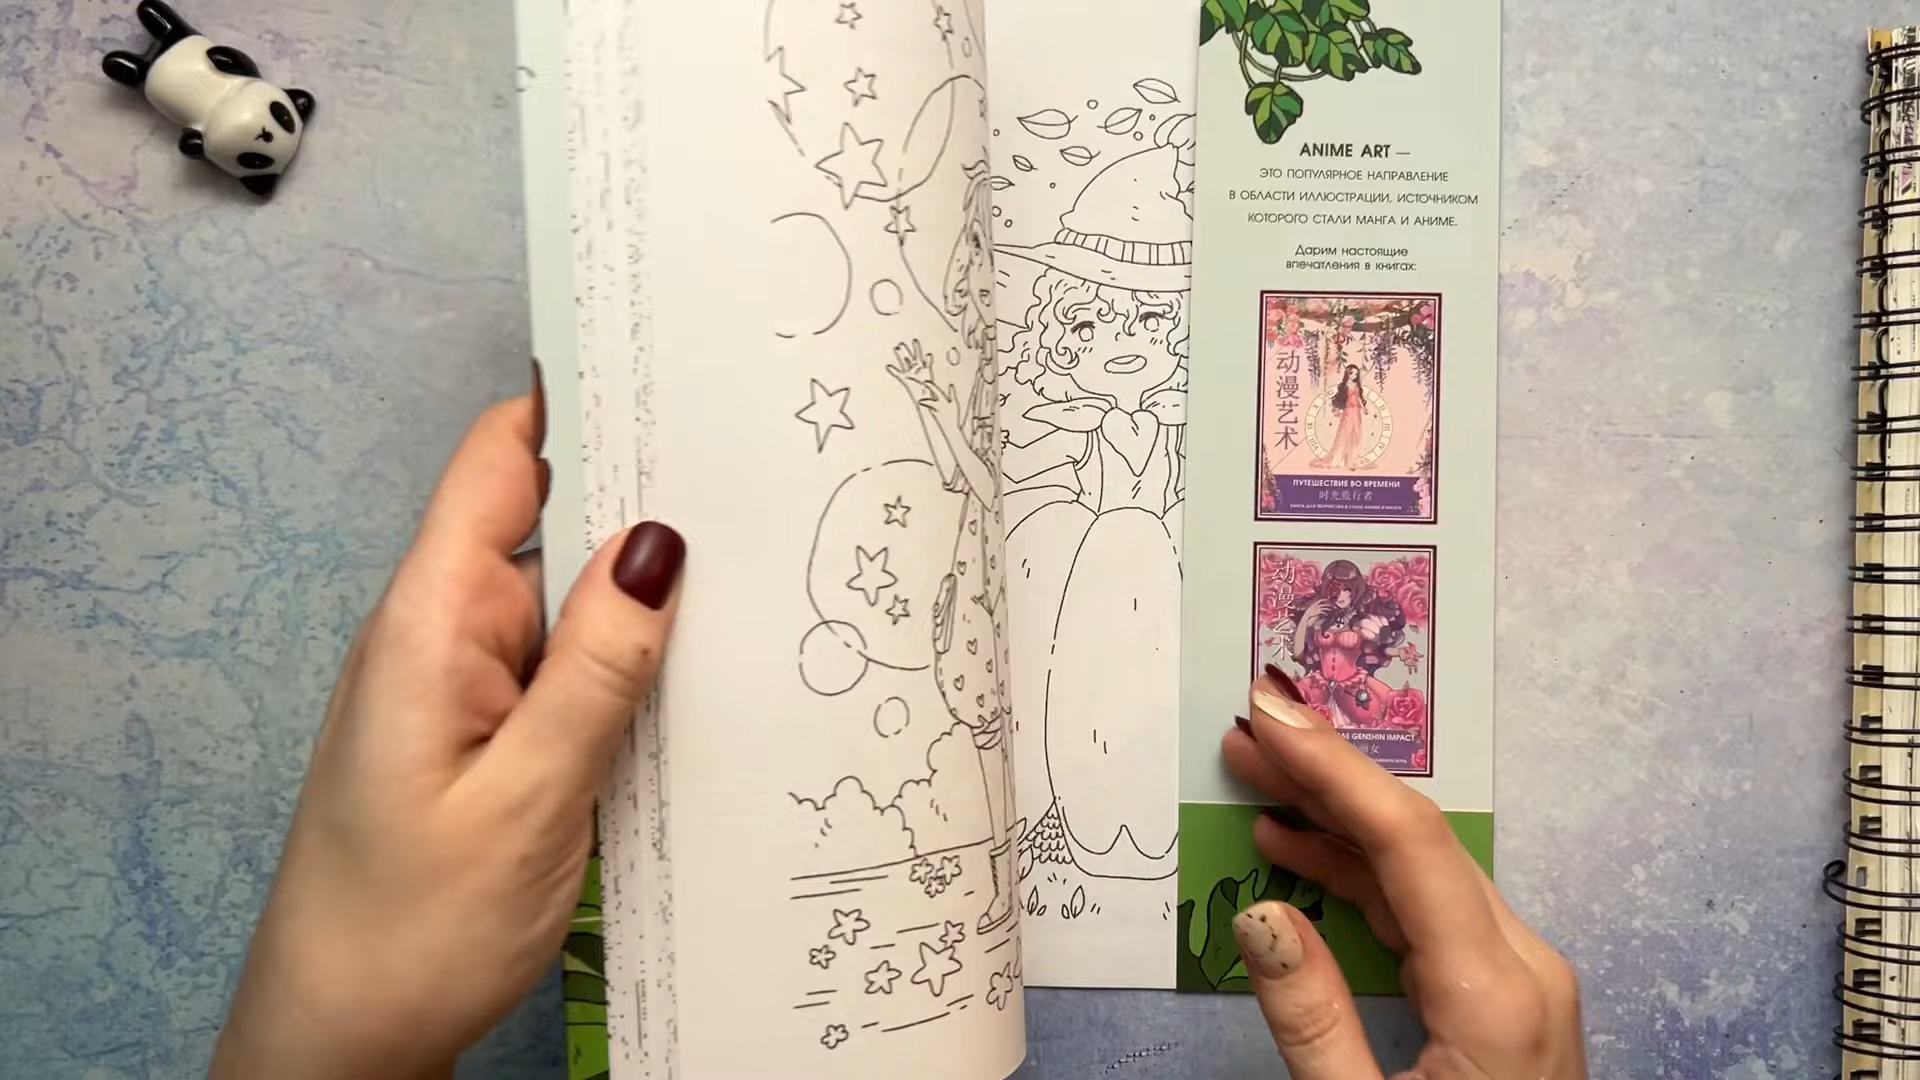 ANIME ART —
ЭТО ПОПУЛЯРНОЕ НАПРАВЛЕНИЕ
В ОБЛАСТИ ИЛЛЮСТРАЦИИ, ИСТОЧНИКОМ
КОТОРОГО СТАЛИ МАНГА И АНИМЕ.
Дарим настоящие
впечатления в книгах:
动漫艺术
ПУТЕШЕСТВИЕ ВО ВРЕМЕНИ
时光旅行者
动漫艺术
GENSHIN IMPACT
女